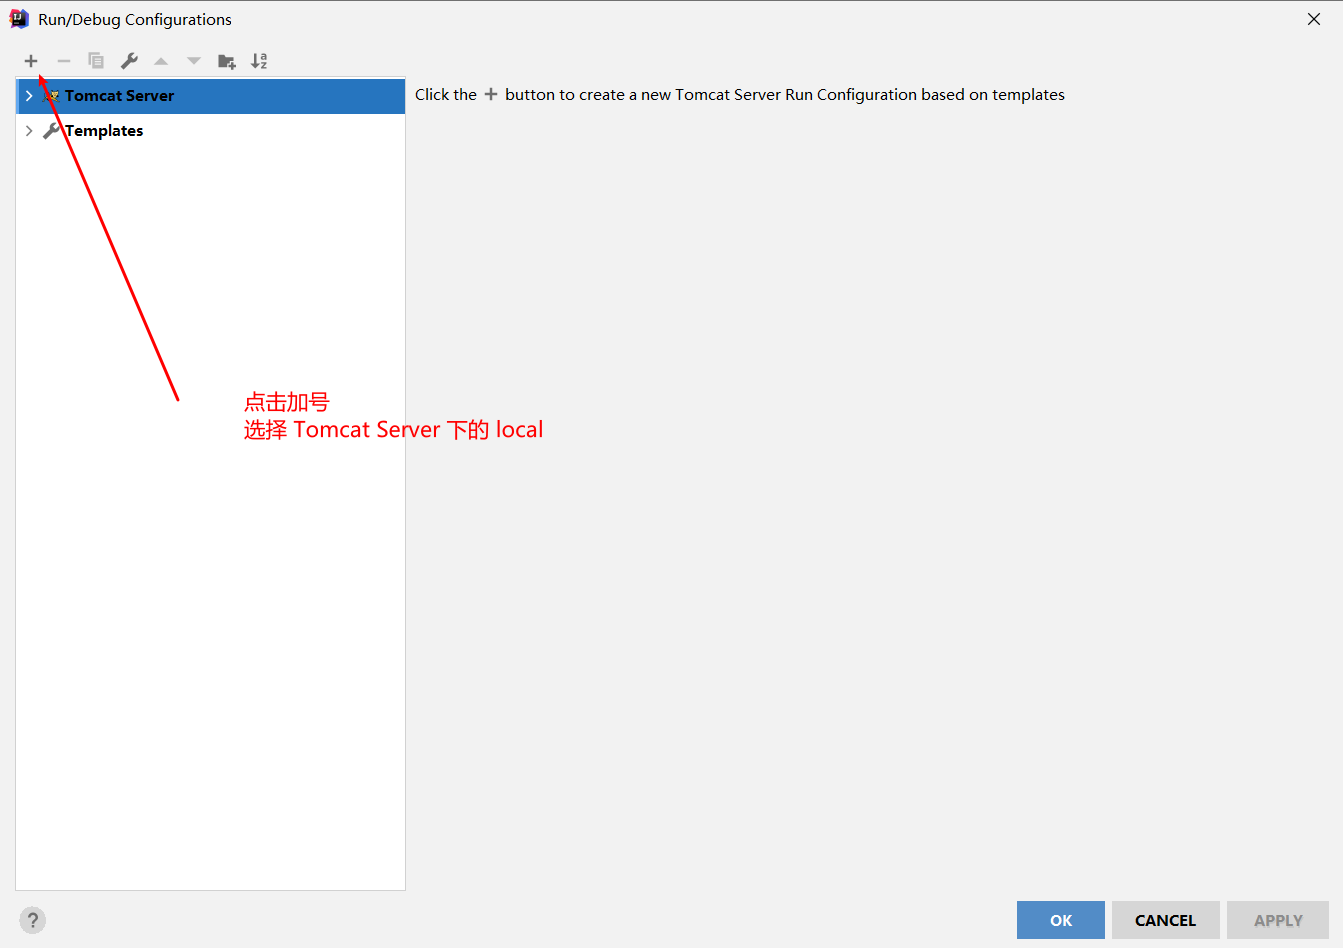 Run/Debug Configurations
Tomcat Server
Templates
Click the + button to create a new Tomcat Server Run Configuration based on templates
点击加号
选择 Tomcat Server 下的 local
?
OK
CANCEL
APPLY